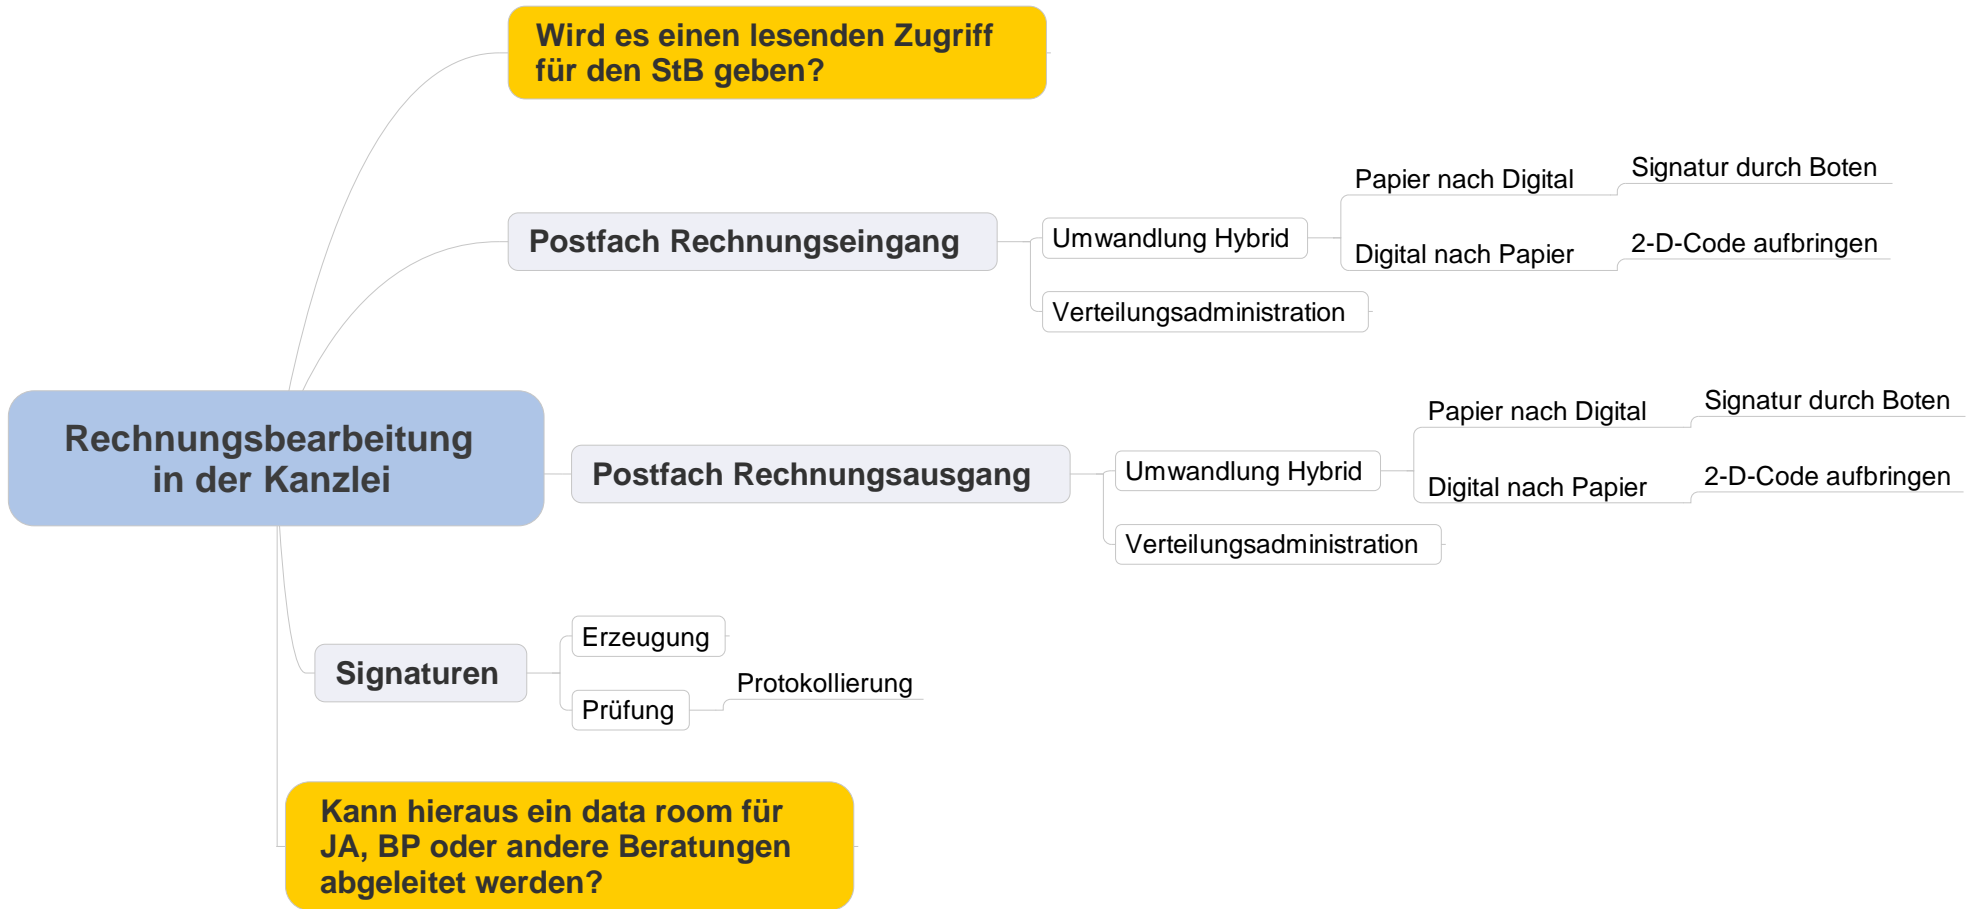 Wird es einen lesenden Zugriff
für den StB geben?
Signatur durch Boten
Papier nach Digital
Postfach Rechnungseingang
Umwandlung Hybrid
2-D-Code aufbringen
Digital nach Papier
Verteilungsadministration
Rechnungsbearbeitung
in der Kanzlei
Signatur durch Boten
Papier nach Digital
Postfach Rechnungsausgang
Umwandlung Hybrid
2-D-Code aufbringen
Digital nach Papier
Verteilungsadministration
Signaturen
Erzeugung
Prüfung
Protokollierung
Kann hieraus ein data room für
JA, BP oder andere Beratungen
abgeleitet werden?